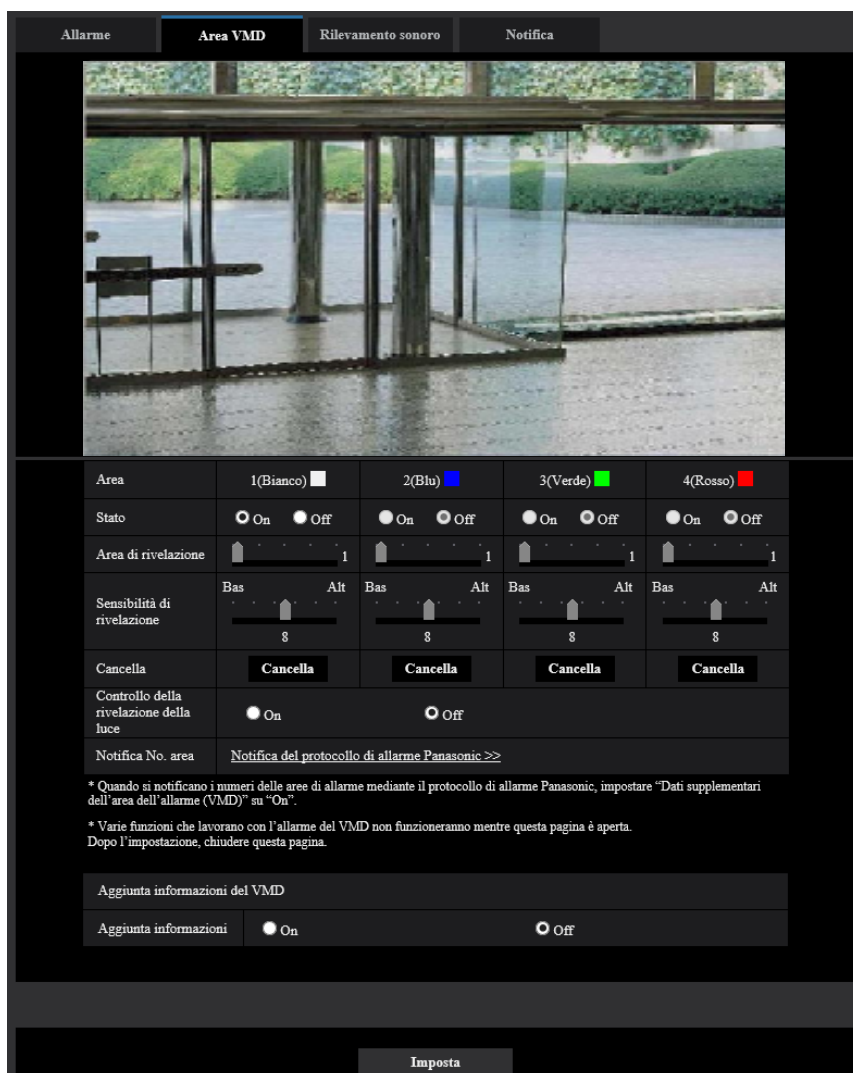 Allarme Area VMD Rilevamento sonoro Notifica
Area 1(Bianco) 2(Blu) 3(Verde) 4(Rosso)
Stato On Off On Off On Off On Off
Area di rivelazione 1 1 1 1
Bas Alt Bas Alt Bas Alt Bas Alt
Sensibilità di
rivelazione
8 8 8 8
Cancella Cancella Cancella Cancella Cancella
Controllo della
rivelazione della
luce
On Off
Notifica No. area Notifica del protocollo di allarme Panasonic >>
* Quando si notificano i numeri delle aree di allarme mediante il protocollo di allarme Panasonic, impostare “Dati supplementari
dell’area dell’allarme (VMD)” su “On”.
* Varie funzioni che lavorano con l’allarme del VMD non funzioneranno mentre questa pagina è aperta.
Dopo l’impostazione, chiudere questa pagina.
Aggiunta informazioni del VMD
Aggiunta informazioni On Off
Imposta